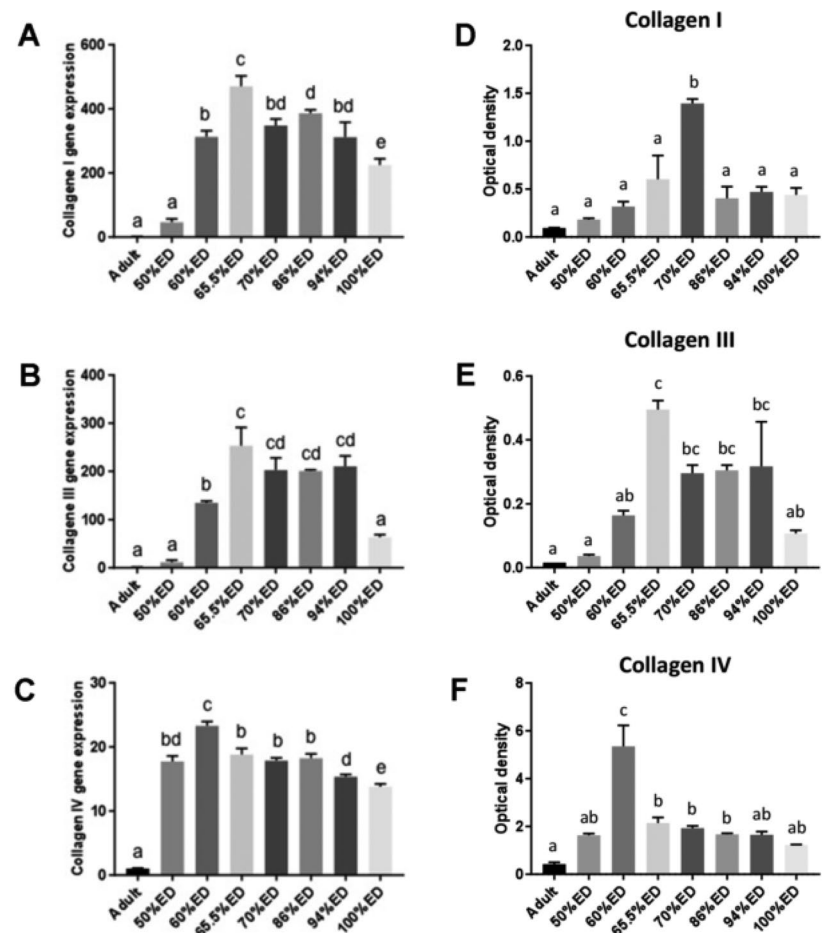 A
Collagene I gene expression
600
400
200
0
a
a
b
c
bd
d
bd
e
Adult
50%ED
60%ED
65.5%ED
70%ED
86%ED
94%ED
100%ED
D
Collagen I
Optical density
2.0
1.5
1.0
0.5
0.0
a
a
a
a
b
a
a
a
Adult
50%ED
60%ED
65.5%ED
70%ED
86%ED
94%ED
100%ED
B
Collagene III gene expression
400
300
200
100
0
a
a
b
c
cd
cd
cd
a
Adult
50%ED
60%ED
65.5%ED
70%ED
86%ED
94%ED
100%ED
E
Collagen III
Optical density
0.6
0.4
0.2
0.0
a
a
ab
c
bc
bc
bc
ab
Adult
50%ED
60%ED
65.5%ED
70%ED
86%ED
94%ED
100%ED
C
Collagen IV gene expression
30
20
10
0
a
bd
c
b
b
b
d
e
Adult
50%ED
60%ED
65.5%ED
70%ED
86%ED
94%ED
100%ED
F
Collagen IV
Optical density
8
6
4
2
0
a
ab
c
b
b
b
ab
ab
Adult
50%ED
60%ED
65.5%ED
70%ED
86%ED
94%ED
100%ED